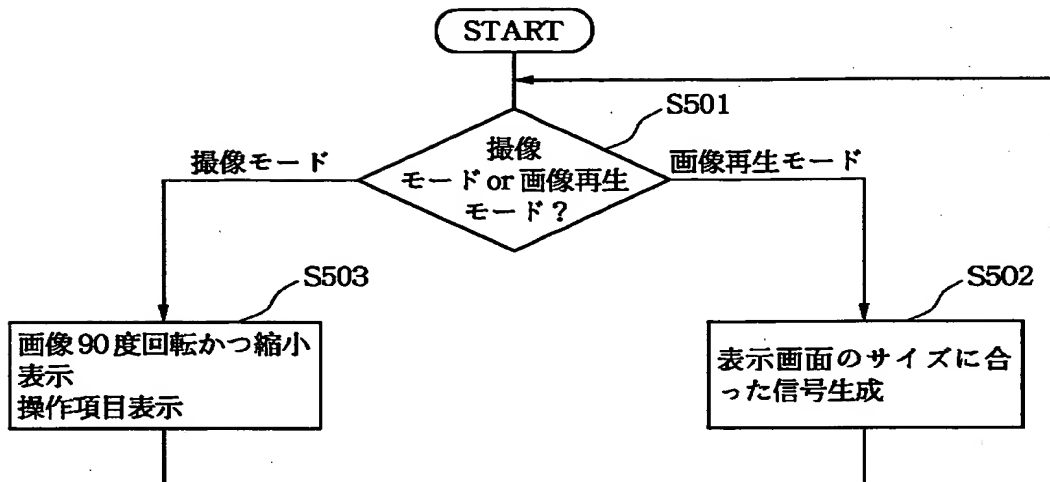 START
S501
撮像
モード or 画像再生
モード？
撮像モード
画像再生モード
S503
画像90度回転かつ縮小
表示
操作項目表示
S502
表示画面のサイズに合
った信号生成